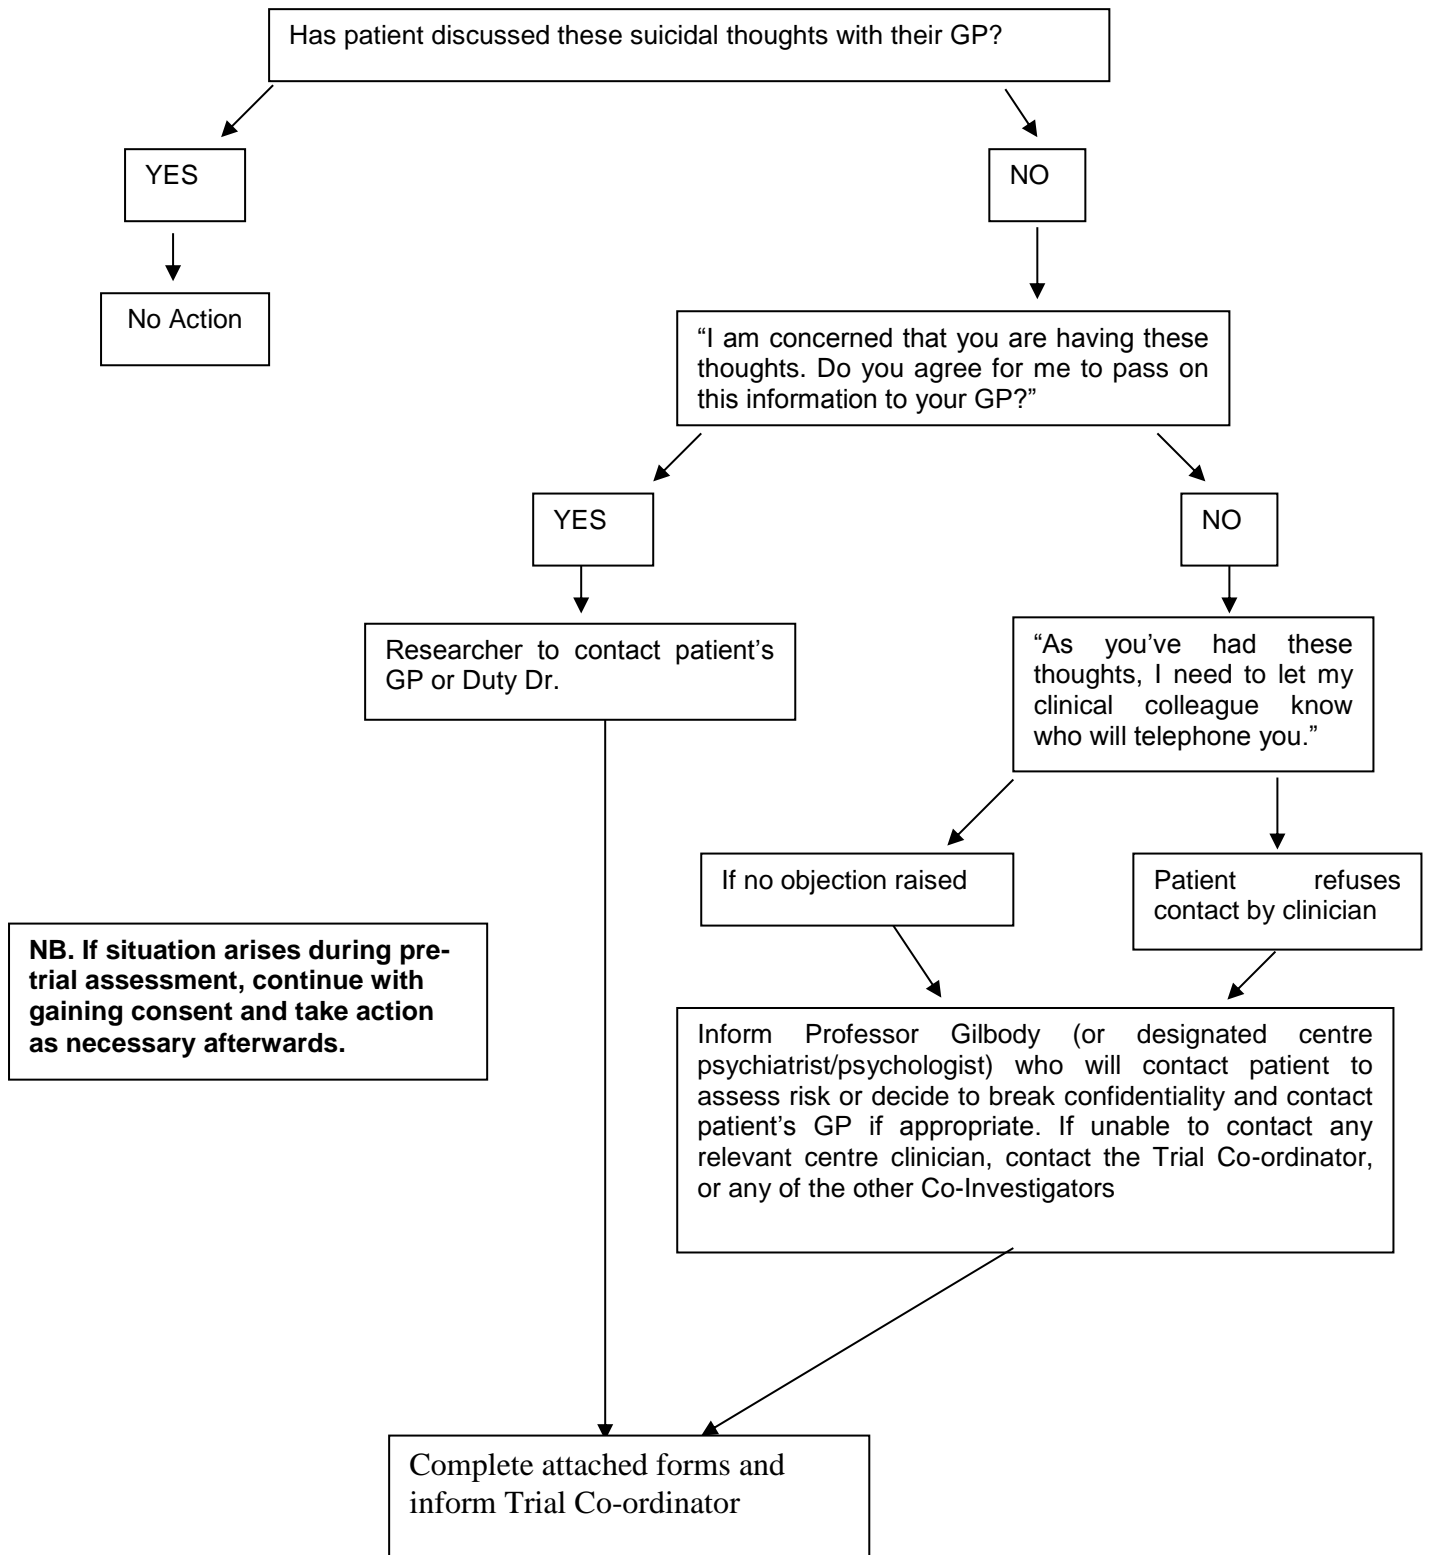 Has patient discussed these suicidal thoughts with their GP?
YES
NO
No Action
“I am concerned that you are having these
thoughts. Do you agree for me to pass on
this information to your GP?”
YES
NO
Researcher to contact patient’s
GP or Duty Dr.
“As you’ve had these
thoughts, I need to let my
clinical colleague know
who will telephone you.”
If no objection raised
Patient refuses
contact by clinician
NB. If situation arises during pre-
trial assessment, continue with
gaining consent and take action
as necessary afterwards.
Inform Professor Gilbody (or designated centre
psychiatrist/psychologist) who will contact patient to
assess risk or decide to break confidentiality and contact
patient’s GP if appropriate. If unable to contact any
relevant centre clinician, contact the Trial Co-ordinator,
or any of the other Co-Investigators
Complete attached forms and
inform Trial Co-ordinator